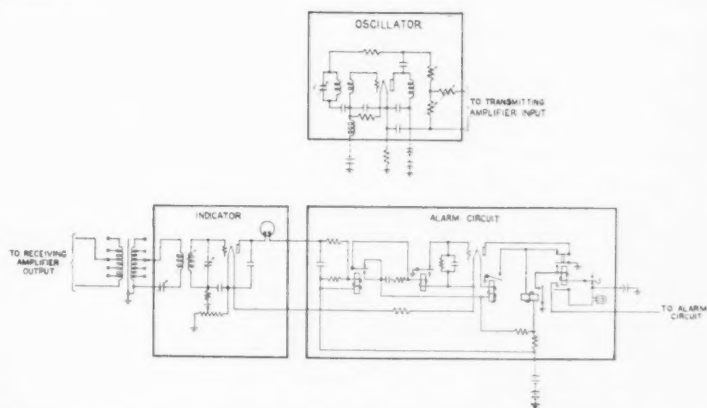 OSCILLATOR
TO TRANSMITTING
AMPLIFIER INPUT
INDICATOR
ALARM CIRCUIT
TO RECEIVING
AMPLIFIER
OUTPUT
TO ALARM
CIRCUIT